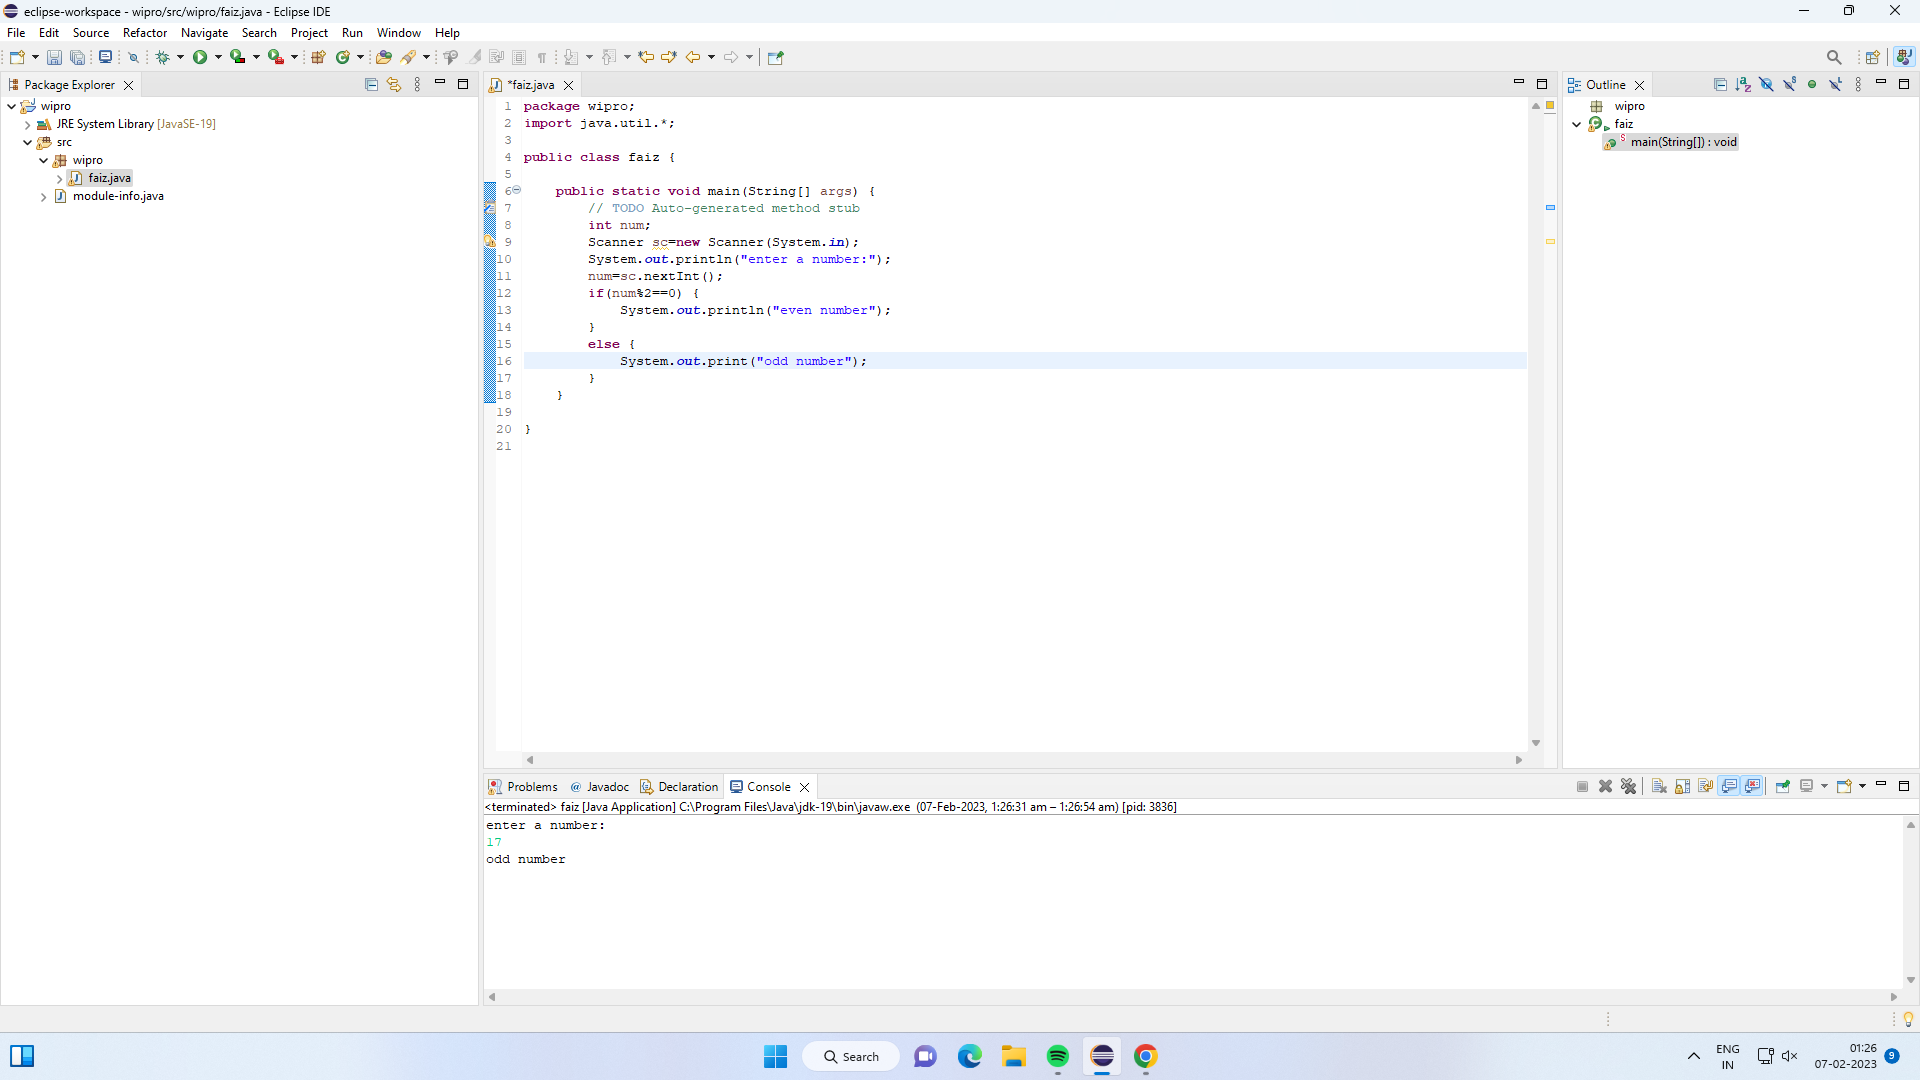 eclipse-workspace - wipro/src/wipro/faiz.java - Eclipse IDE
File Edit Source Refactor Navigate Search Project Run Window Help
Package Explorer
wipro
JRE System Library [JavaSE-19]
src
wipro
faiz.java
module-info.java
*faiz.java
1 package wipro;
2 import java.util.*;
3
4 public class faiz {
5
6 public static void main(String[] args) {
7 // TODO Auto-generated method stub
8 int num;
9 Scanner sc=new Scanner(System.in);
10 System.out.println("enter a number:");
11 num=sc.nextInt();
12 if(num%2==0) {
13 System.out.println("even number");
14 }
15 else {
16 System.out.print("odd number");
17 }
18 }
19
20 }
21
Outline
wipro
faiz
main(String[]) : void
Problems Javadoc Declaration Console
<terminated> faiz [Java Application] C:\Program Files\Java\jdk-19\bin\javaw.exe (07-Feb-2023, 1:26:31 am – 1:26:54 am) [pid: 3836]
enter a number:
17
odd number
Search
ENG
IN
01:26
07-02-2023
9